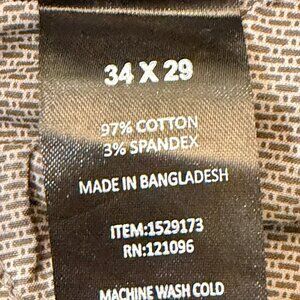 34 X 29
97% COTTON
3% SPANDEX
MADE IN BANGLADESH
ITEM:1529173
RN:121096
MACHINE WASH COLD